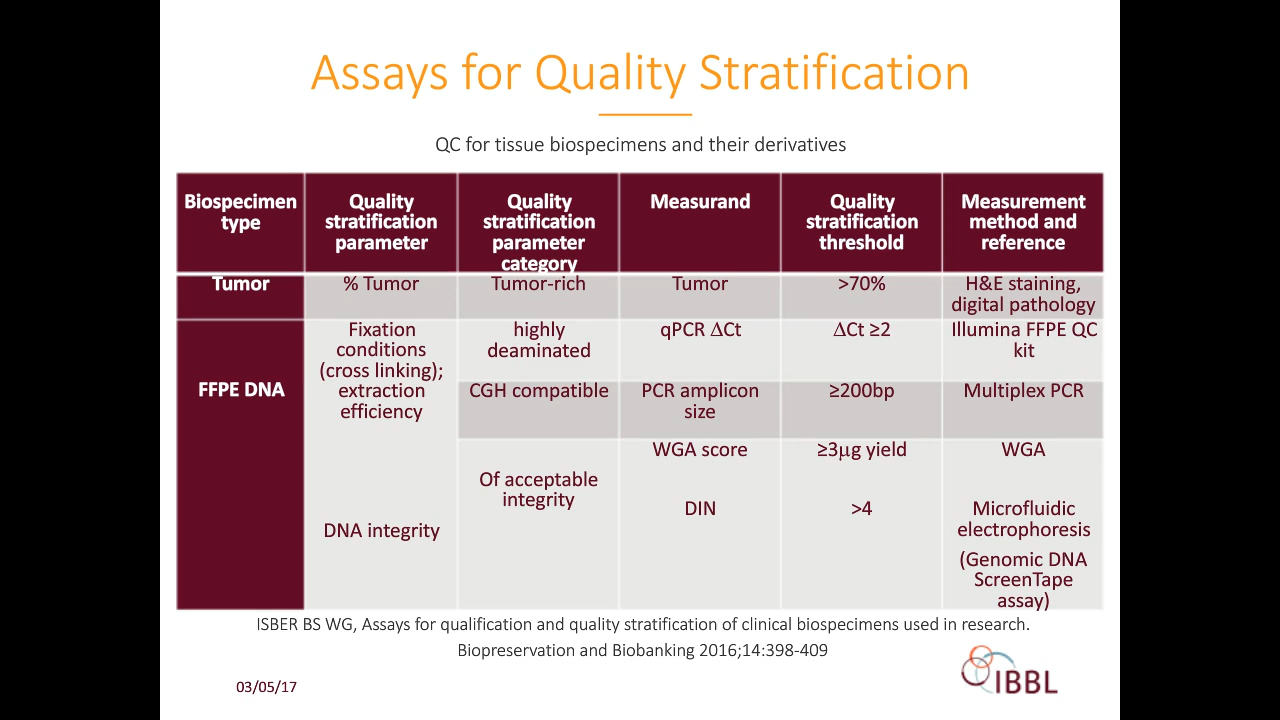 Assays for Quality Stratification
QC for tissue biospecimens and their derivatives
Biospecimen
type
Quality
stratification
parameter
Quality
stratification
parameter
category
Measurand
Quality
stratification
threshold
Measurement
method and
reference
Tumor
% Tumor
Tumor-rich
Tumor
>70%
H&E staining,
digital pathology
FFPE DNA
Fixation
conditions
(cross linking);
extraction
efficiency
highly
deaminated
qPCR ΔCt
ΔCt ≥2
Illumina FFPE QC
kit
CGH compatible
PCR amplicon
size
≥200bp
Multiplex PCR
DNA integrity
Of acceptable
integrity
WGA score
≥3μg yield
WGA
DIN
>4
Microfluidic
electrophoresis
(Genomic DNA
ScreenTape
assay)
ISBER BS WG, Assays for qualification and quality stratification of clinical biospecimens used in research.
Biopreservation and Biobanking 2016;14:398-409
03/05/17
IBBL